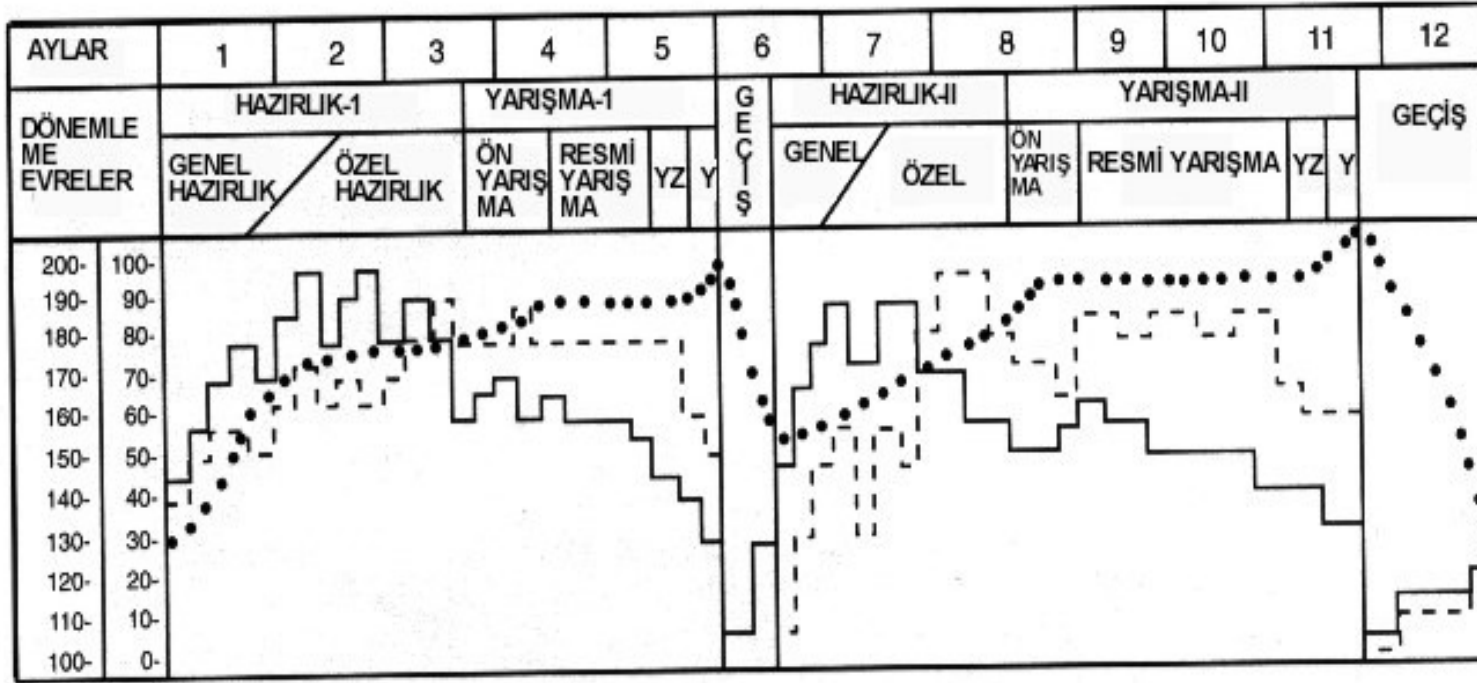 AYLAR 1 2 3 4 5 6 7 8 9 10 11 12
DÖNEMLE
ME
EVRELER
HAZIRLIK-1
YARIŞMA-1
GENEL
HAZIRLIK
ÖZEL
HAZIRLIK
ÖN
YARIŞ
MA
RESMİ
YARIŞ
MA
YZ
Y
G
E
Ç
İ
Ş
HAZIRLIK-II
YARIŞMA-II
GENEL
ÖZEL
ÖN
YARIŞ
MA
RESMİ YARIŞMA
YZ
Y
GEÇİŞ
200- 100-
190- 90-
180- 80-
170- 70-
160- 60-
150- 50-
140- 40-
130- 30-
120- 20-
110- 10-
100- 0-